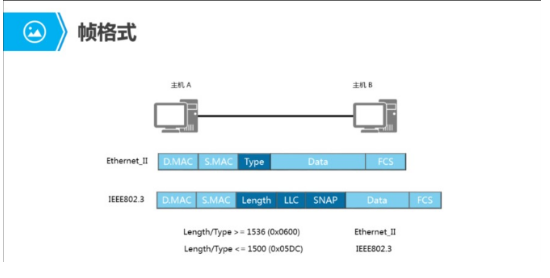 帧格式
主机 A 主机 B
Ethernet_II D.MAC S.MAC Type Data FCS
IEEE802.3 D.MAC S.MAC Length LLC SNAP Data FCS
Length/Type >= 1536 (0x0600) Ethernet_II
Length/Type <= 1500 (0x05DC) IEEE802.3